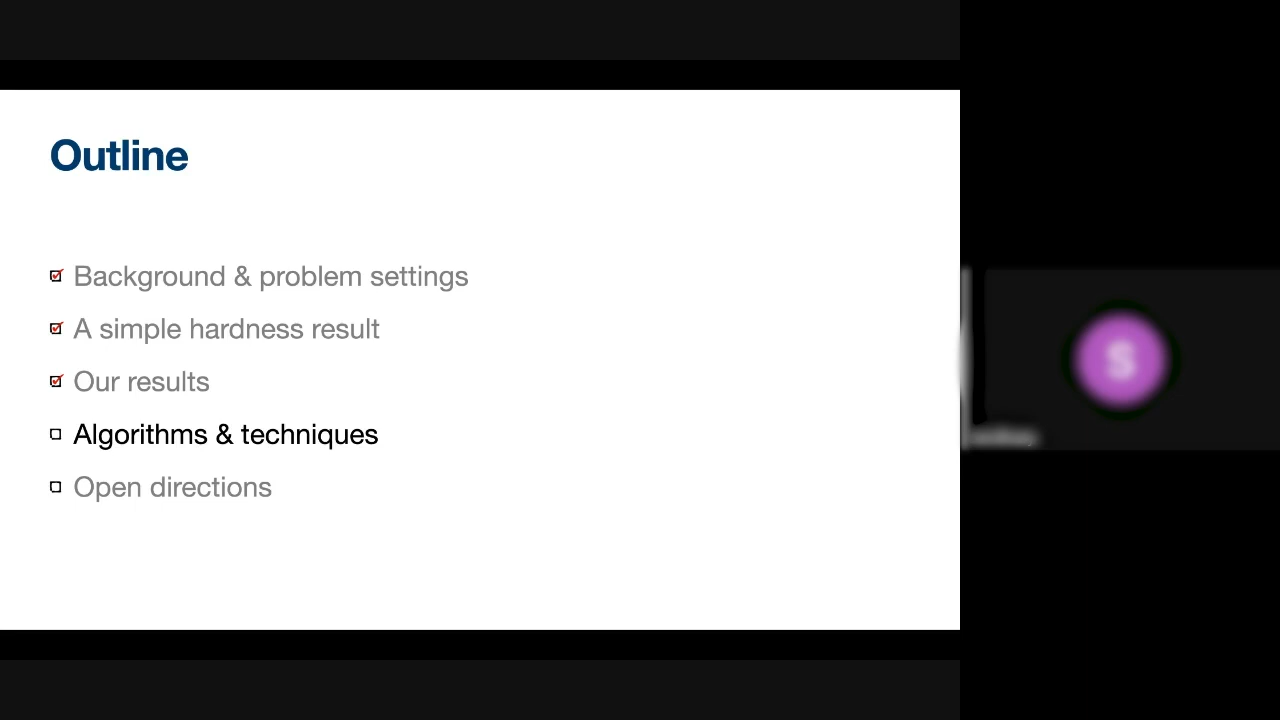 Outline
Background & problem settings
A simple hardness result
Our results
Algorithms & techniques
Open directions
S